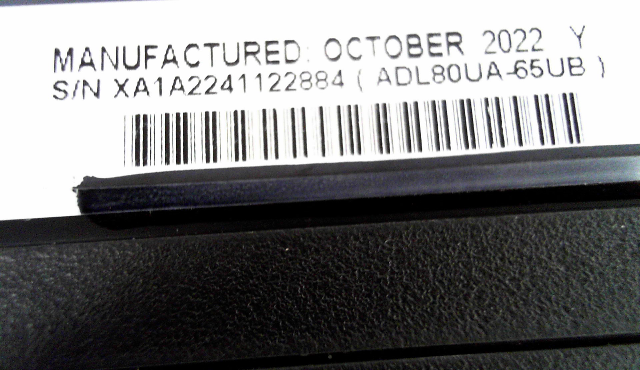 MANUFACTURED: OCTOBER 2022 Y
S/N XA1A2241122884 ( ADL80UA-65UB )